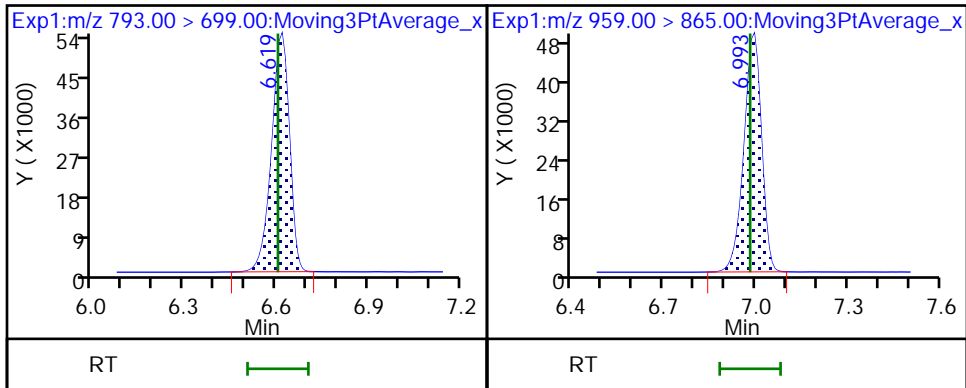 Exp1:m/z 793.00 > 699.00:Moving3PtAverage_x
54
45
36
27
18
9
0
Y ( X1000)
6.619
6.0 6.3 6.6 6.9 7.2
Min
RT
Exp1:m/z 959.00 > 865.00:Moving3PtAverage_x
48
40
32
24
16
8
0
Y ( X1000)
6.993
6.4 6.7 7.0 7.3 7.6
Min
RT